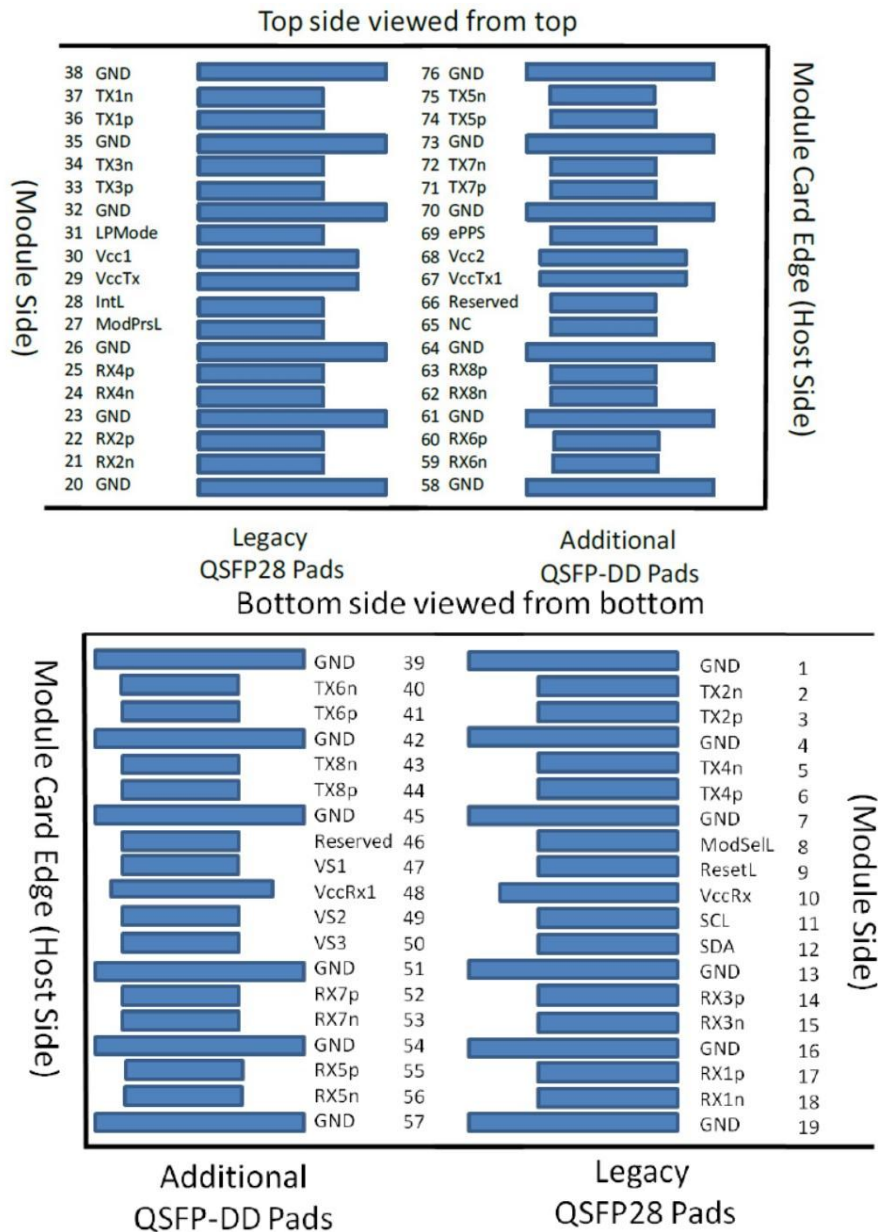 Top side viewed from top
(Module Side)
Module Card Edge (Host Side)
38 GND 76 GND
37 TX1n 75 TX5n
36 TX1p 74 TX5p
35 GND 73 GND
34 TX3n 72 TX7n
33 TX3p 71 TX7p
32 GND 70 GND
31 LPMode 69 ePPS
30 Vcc1 68 Vcc2
29 VccTx 67 VccTx1
28 IntL 66 Reserved
27 ModPrsL 65 NC
26 GND 64 GND
25 RX4p 63 RX8p
24 RX4n 62 RX8n
23 GND 61 GND
22 RX2p 60 RX6p
21 RX2n 59 RX6n
20 GND 58 GND
Legacy
QSFP28 Pads
Additional
QSFP-DD Pads
Bottom side viewed from bottom
Module Card Edge (Host Side)
(Module Side)
GND 39 GND 1
TX6n 40 TX2n 2
TX6p 41 TX2p 3
GND 42 GND 4
TX8n 43 TX4n 5
TX8p 44 TX4p 6
GND 45 GND 7
Reserved 46 ModSelL 8
VS1 47 ResetL 9
VccRx1 48 VccRx 10
VS2 49 SCL 11
VS3 50 SDA 12
GND 51 GND 13
RX7p 52 RX3p 14
RX7n 53 RX3n 15
GND 54 GND 16
RX5p 55 RX1p 17
RX5n 56 RX1n 18
GND 57 GND 19
Additional
QSFP-DD Pads
Legacy
QSFP28 Pads